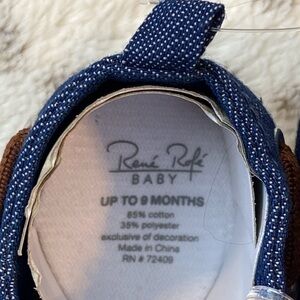 René Rofé
BABY
UP TO 9 MONTHS
65% cotton
35% polyester
exclusive of decoration
Made in China
RN # 72409